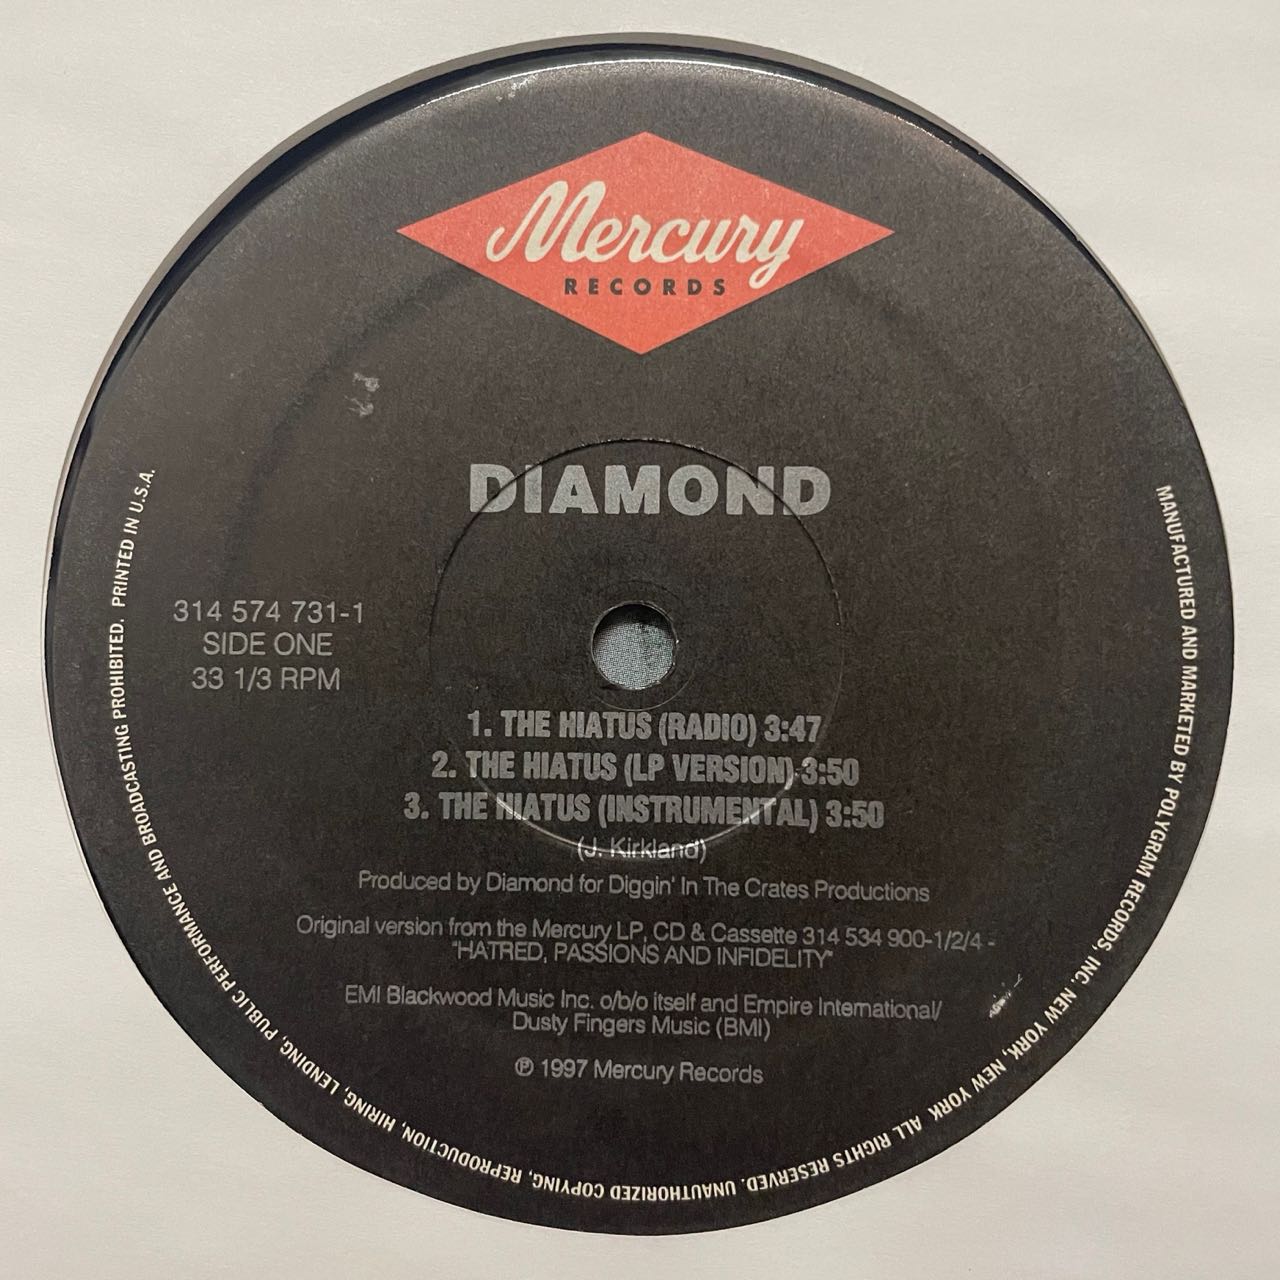 Mercury
RECORDS
DIAMOND
314 574 731-1
SIDE ONE
33 1/3 RPM
1. THE HIATUS (RADIO) 3:47
2. THE HIATUS (LP VERSION) 3:50
3. THE HIATUS (INSTRUMENTAL) 3:50
(J. Kirkland)
Produced by Diamond for Diggin' In The Crates Productions
Original version from the Mercury LP, CD & Cassette 314 534 900-1/2/4 -
"HATRED, PASSIONS AND INFIDELITY"
EMI Blackwood Music Inc. o/b/o itself and Empire International/
Dusty Fingers Music (BMI)
℗ 1997 Mercury Records
MANUFACTURED AND MARKETED BY POLYGRAM RECORDS, INC. NEW YORK, NEW YORK ALL RIGHTS RESERVED. UNAUTHORIZED COPYING, REPRODUCTION, HIRING, LENDING, PUBLIC PERFORMANCE AND BROADCASTING PROHIBITED. PRINTED IN U.S.A.